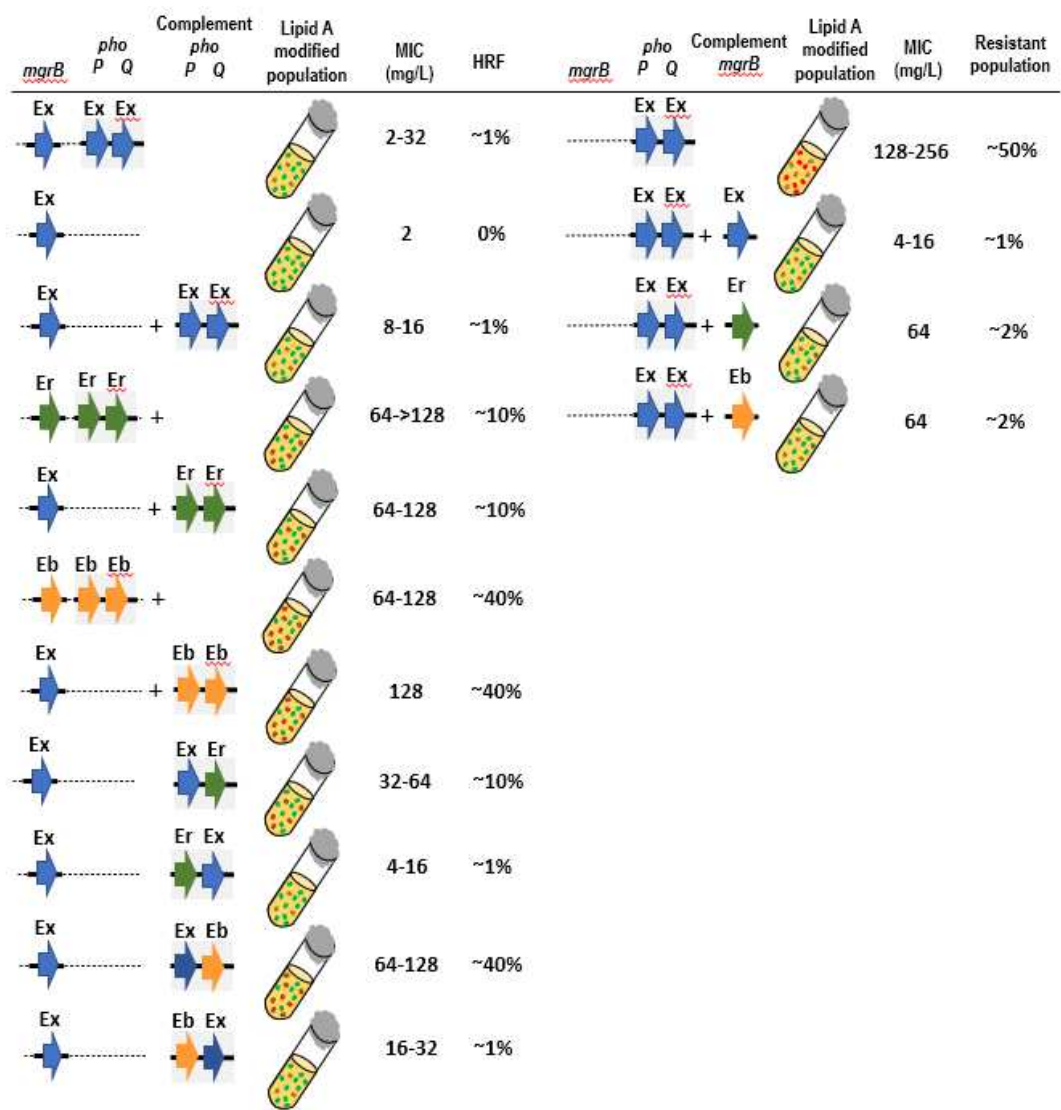 mgrB pho P Q Complement pho P Q Lipid A modified population MIC (mg/L) HRF
Ex Ex Ex 2-32 ~1%
Ex 2 0%
Ex + Ex Ex 8-16 ~1%
Er Er Er + 64->128 ~10%
Ex + Er Er 64-128 ~10%
Eb Eb Eb + 64-128 ~40%
Ex + Eb Eb 128 ~40%
Ex Ex Er 32-64 ~10%
Ex Er Ex 4-16 ~1%
Ex Ex Eb 64-128 ~40%
Ex Eb Ex 16-32 ~1%
mgrB pho P Q Complement mgrB Lipid A modified population MIC (mg/L) Resistant population
Ex Ex 128-256 ~50%
Ex Ex + Ex 4-16 ~1%
Ex Ex + Er 64 ~2%
Ex Ex + Eb 64 ~2%